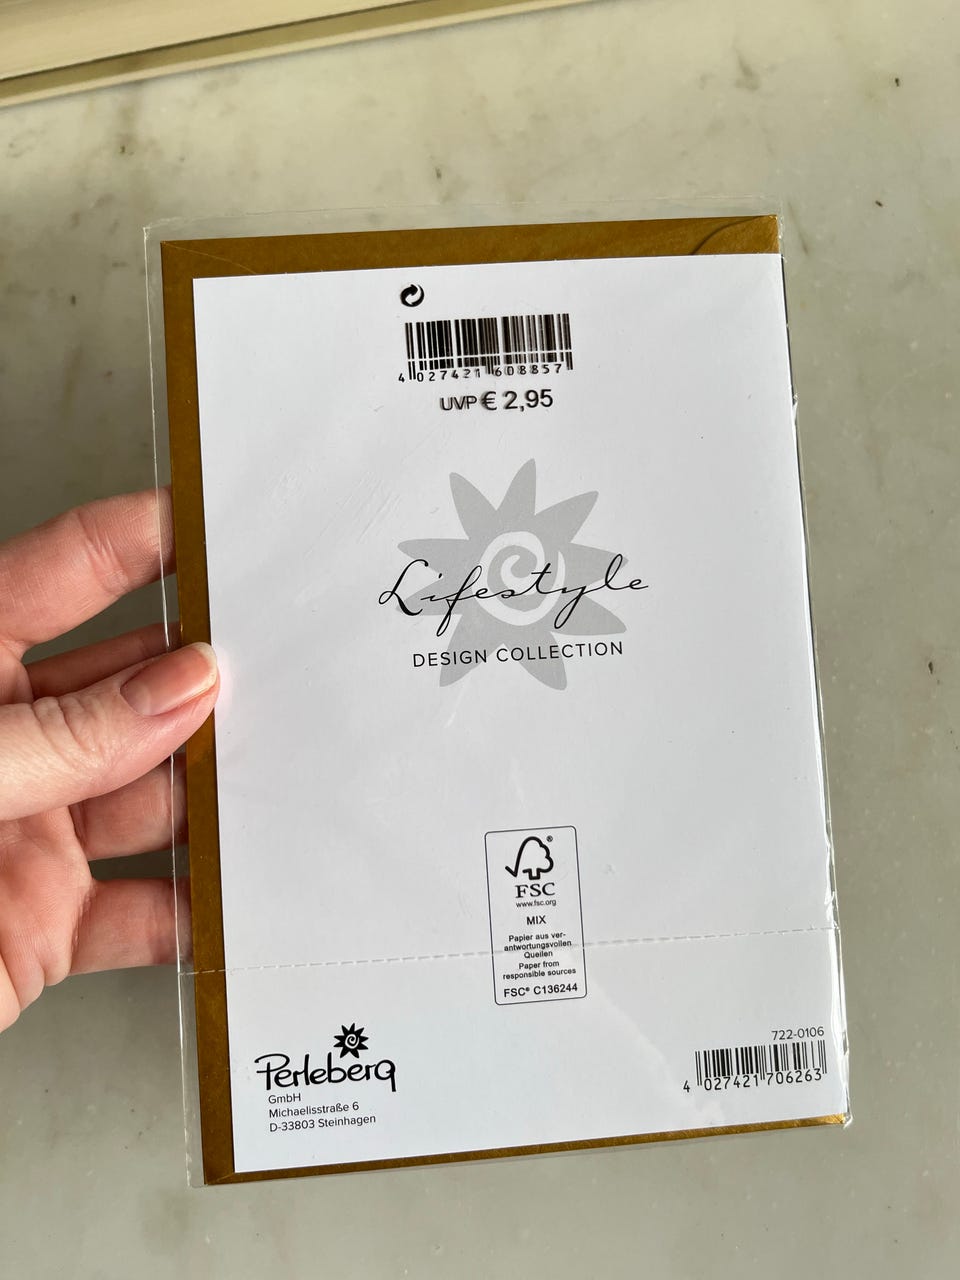 4 027421 608857
UVP € 2,95
Lifestyle
DESIGN COLLECTION
FSC®
www.fsc.org
MIX
Papier aus ver-
antwortungsvollen
Quellen
Paper from
responsible sources
FSC® C136244
Perleberg
GmbH
Michaelisstraße 6
D-33803 Steinhagen
722-0106
4 027421 706263